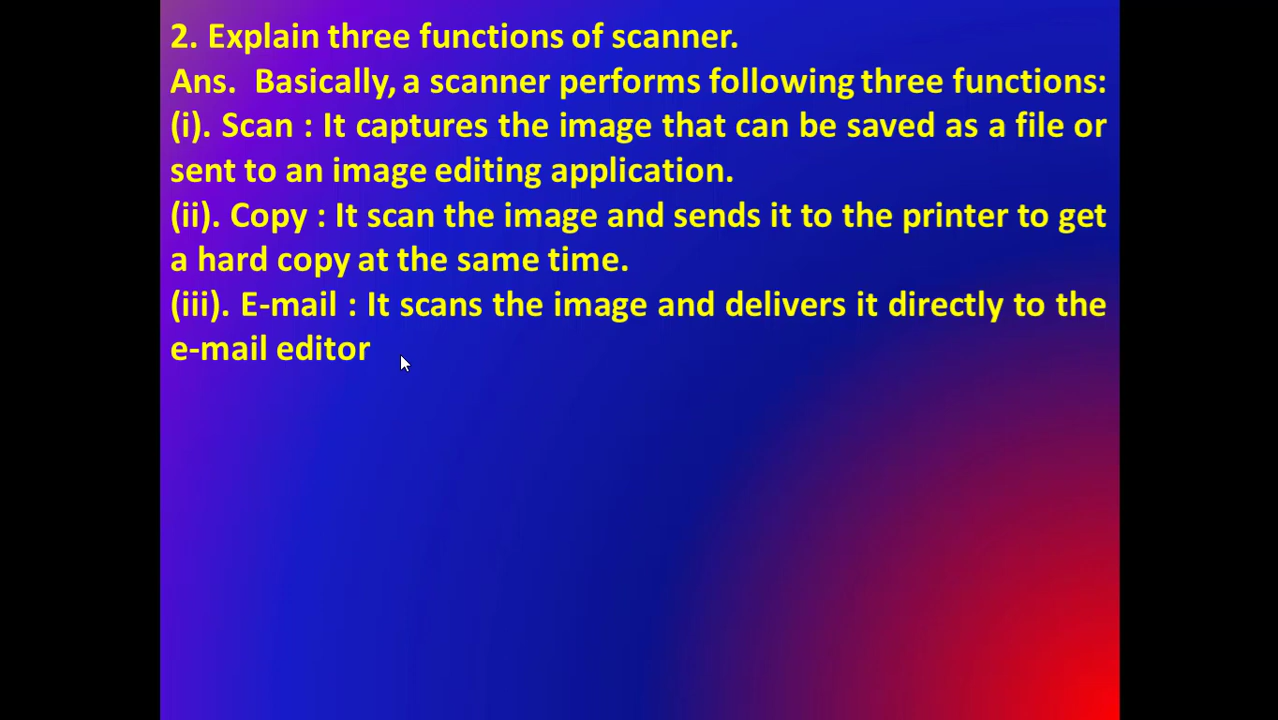 2. Explain three functions of scanner.
Ans. Basically, a scanner performs following three functions:
(i). Scan : It captures the image that can be saved as a file or
sent to an image editing application.
(ii). Copy : It scan the image and sends it to the printer to get
a hard copy at the same time.
(iii). E-mail : It scans the image and delivers it directly to the
e-mail editor